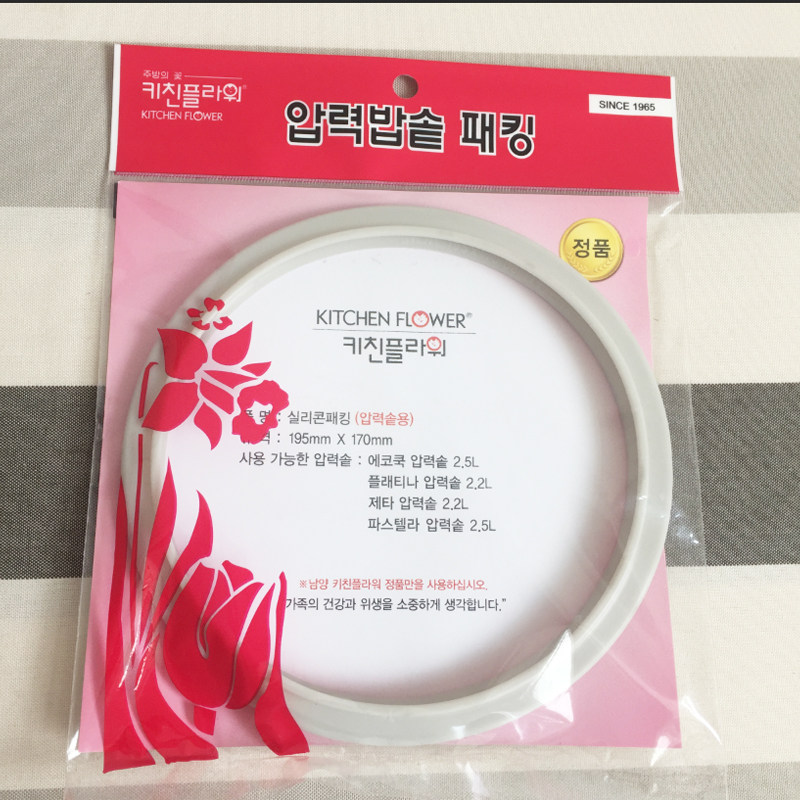 주방의 꽃
키친플라워
KITCHEN FLOWER
압력밥솥 패킹
SINCE 1965
정품
KITCHEN FLOWER®
키친플라워
명 : 실리콘패킹 (압력솥용)
: 195mm X 170mm
사용 가능한 압력솥 : 에코쿡 압력솥 2.5L
플래티나 압력솥 2.2L
제타 압력솥 2.2L
파스텔라 압력솥 2.5L
※남양 키친플라워 정품만을 사용하십시오.
가족의 건강과 위생을 소중하게 생각합니다."